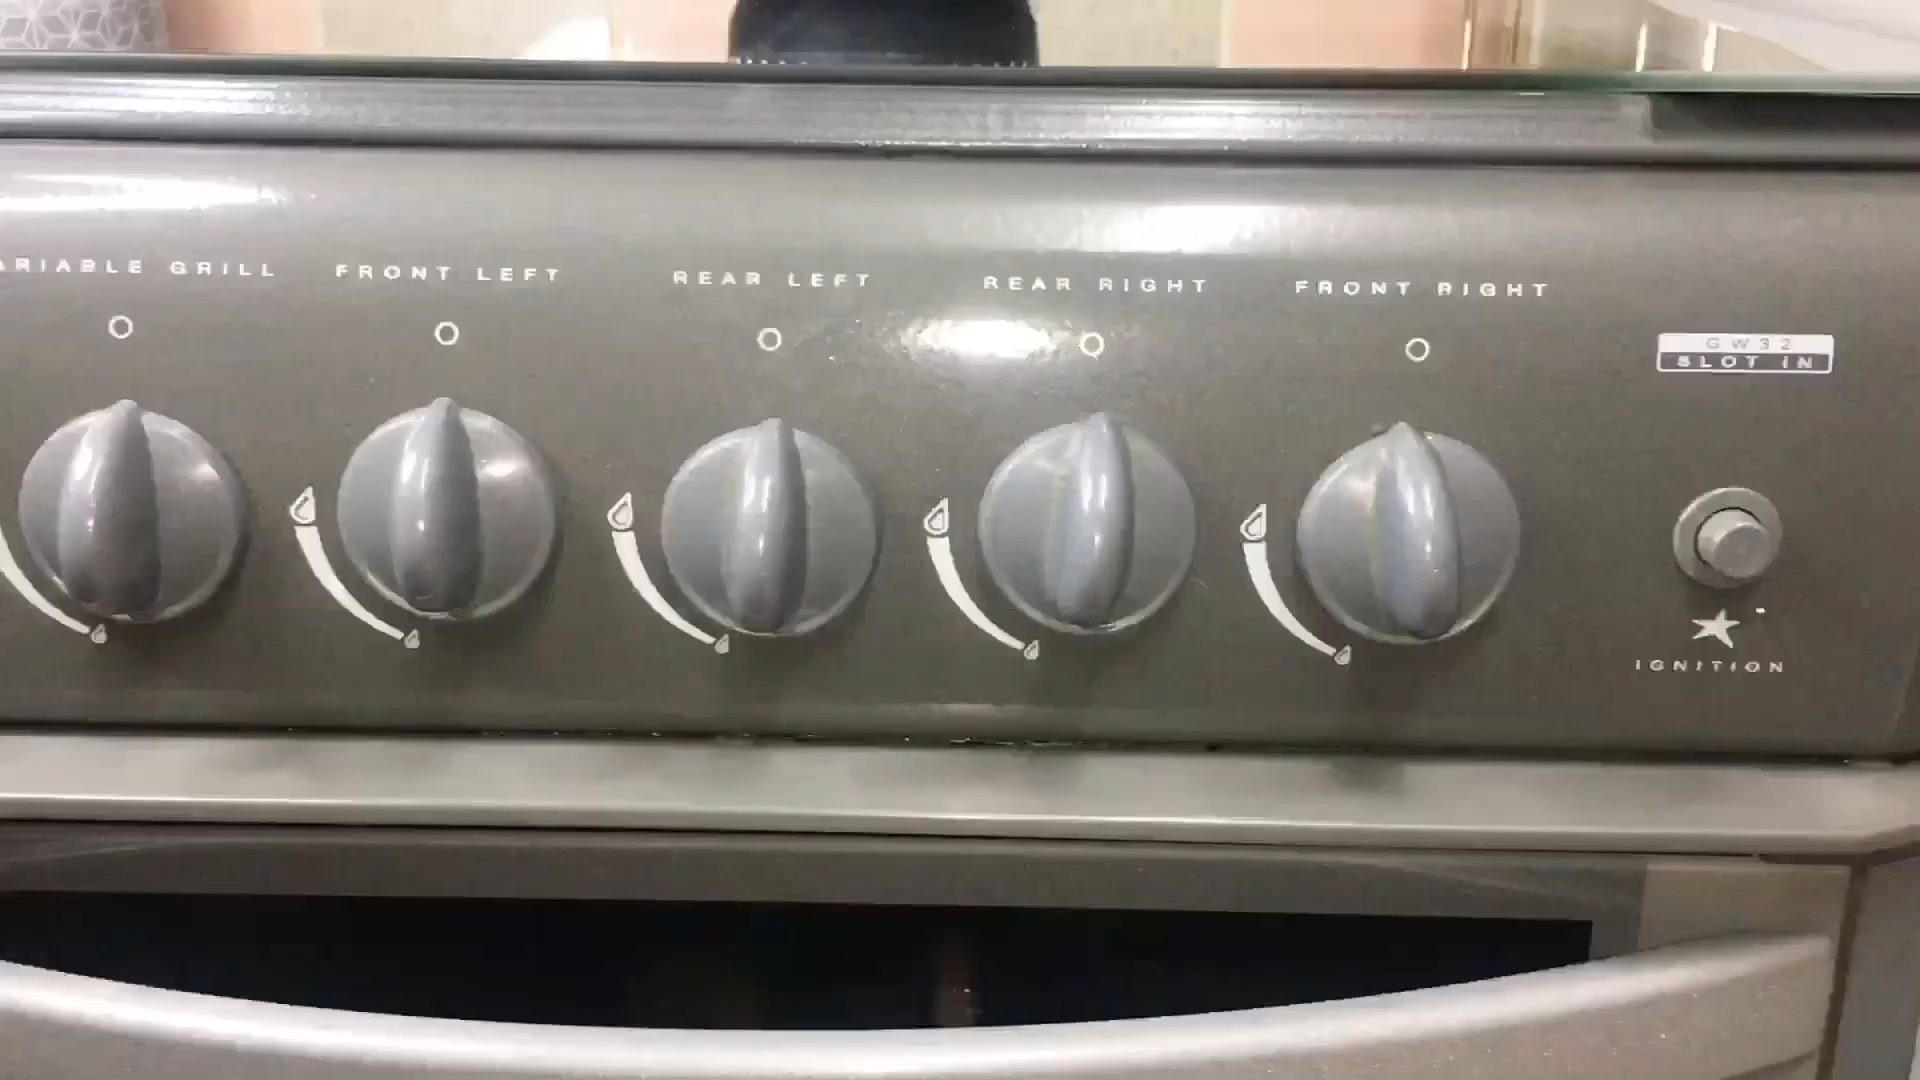 ARIABLE GRILL
FRONT LEFT
REAR LEFT
REAR RIGHT
FRONT RIGHT
GW32
SLOT IN
IGNITION